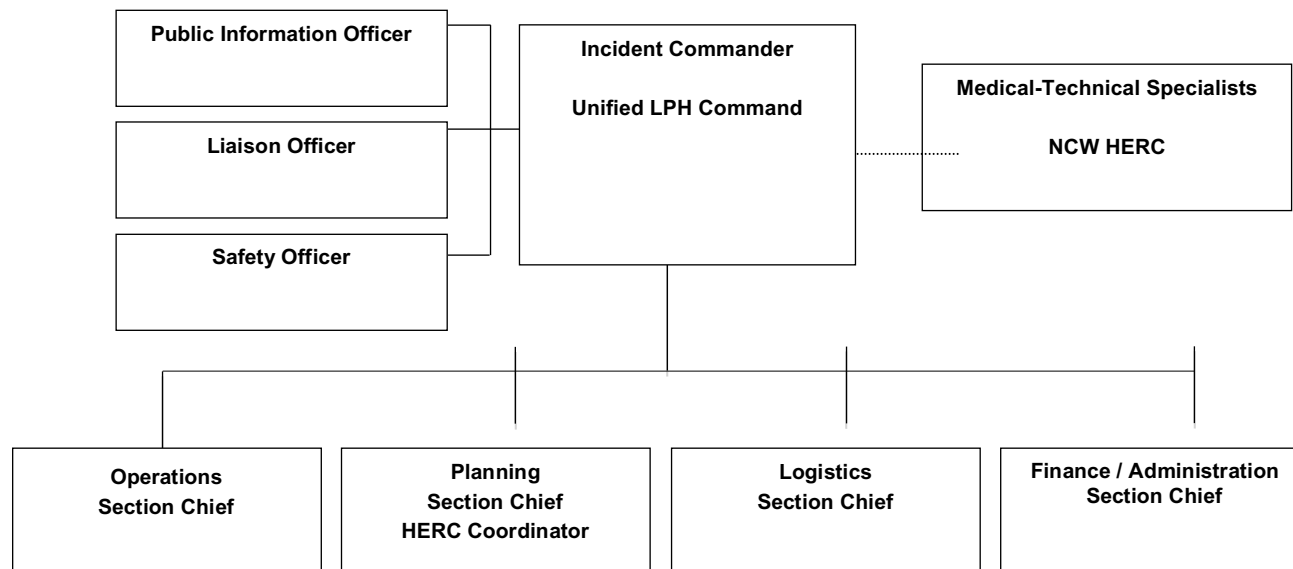 Public Information Officer
Incident Commander
Unified LPH Command
Medical-Technical Specialists
NCW HERC
Liaison Officer
Safety Officer
Operations
Section Chief
Planning
Section Chief
HERC Coordinator
Logistics
Section Chief
Finance / Administration
Section Chief